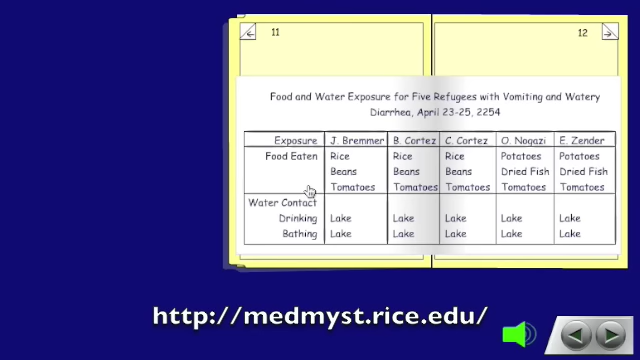 11 12
Food and Water Exposure for Five Refugees with Vomiting and Watery
Diarrhea, April 23-25, 2254
Exposure J. Bremmer B. Cortez C. Cortez O. Nogazi E. Zender
Food Eaten Rice Rice Rice Potatoes Potatoes
Beans Beans Beans Dried Fish Dried Fish
Tomatoes Tomatoes Tomatoes Tomatoes Tomatoes
Water Contact
Drinking Lake Lake Lake Lake Lake
Bathing Lake Lake Lake Lake Lake
http://medmyst.rice.edu/